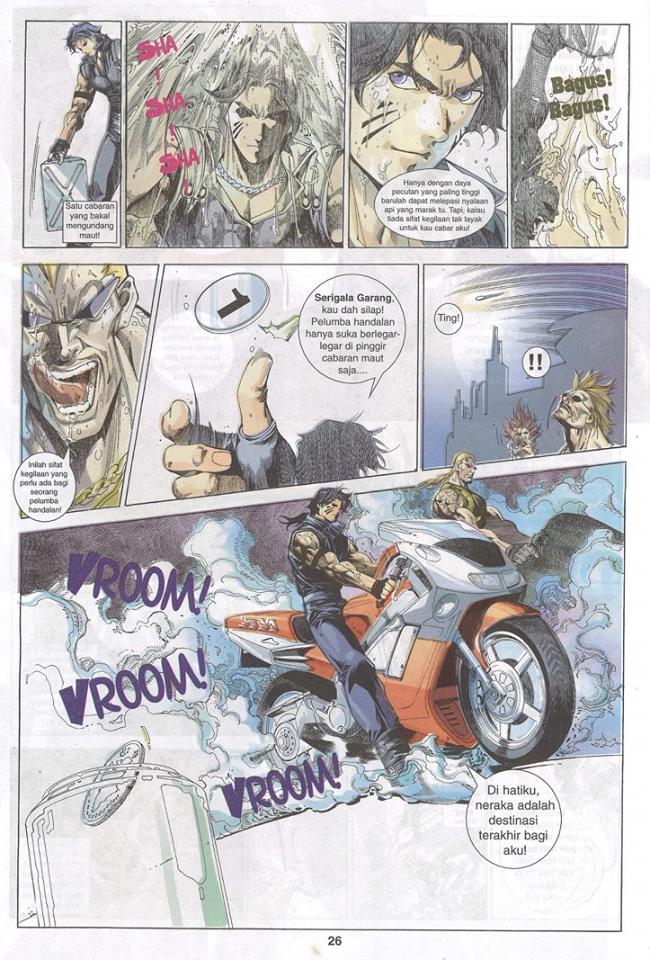 Satu cabaran
yang bakal
mengundang
maut!
SHA
!
SHA
!
SHA
!
Hanya dengan daya
pecutan yang paling tinggi
barulah dapat melepasi nyalaan
api yang marak tu. Tapi, kalau
tiada sifat kegilaan tak layak
untuk kau cabar aku!
Bagus!
Bagus!
Inilah sifat
kegilaan yang
perlu ada bagi
seorang
pelumba
handalan!
1
Serigala Garang,
kau dah silap!
Pelumba handalan
hanya suka berlegar-
legar di pinggir
cabaran maut
saja....
Ting!
!!
VROOM!
VROOM!
VROOM!
Di hatiku,
neraka adalah
destinasi
terakhir bagi
aku!
26